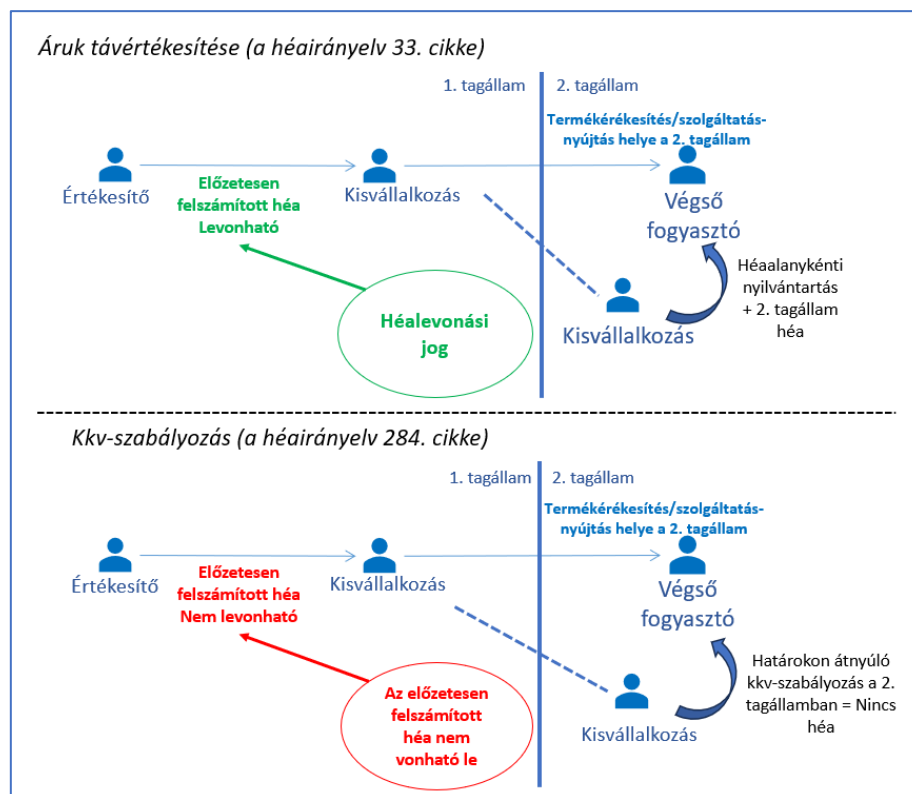 Áruk távértékesítése (a héairányelv 33. cikke)
1. tagállam
2. tagállam
Termékérékesítés/szolgáltatás-
nyújtás helye a 2. tagállam
Értékesítő
Előzetesen
felszámított héa
Levonható
Kisvállalkozás
Végső
fogyasztó
Héalevonási
jog
Kisvállalkozás
Héaalanykénti
nyilvántartás
+ 2. tagállam
héa
Kkv-szabályozás (a héairányelv 284. cikke)
1. tagállam
2. tagállam
Termékérékesítés/szolgáltatás-
nyújtás helye a 2. tagállam
Értékesítő
Előzetesen
felszámított héa
Nem levonható
Kisvállalkozás
Végső
fogyasztó
Az előzetesen
felszámított
héa nem
vonható le
Kisvállalkozás
Határokon átnyúló
kkv-szabályozás a 2.
tagállamban = Nincs
héa